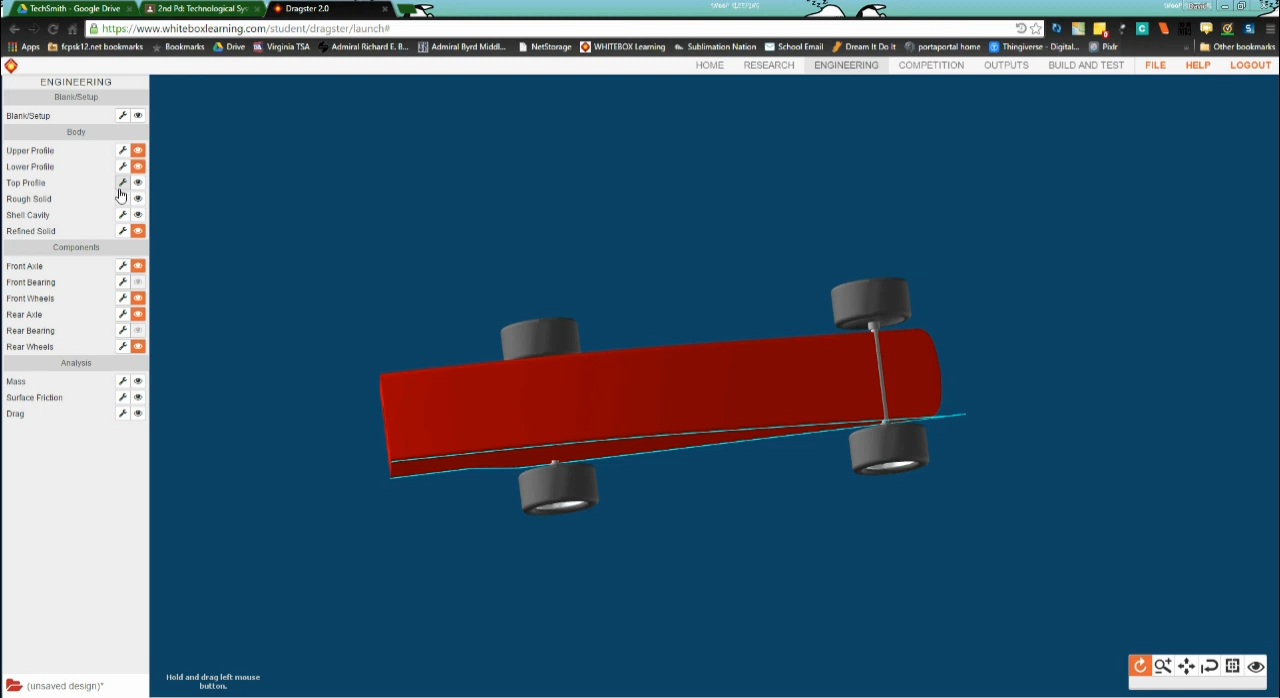 TechSmith - Google Drive
2nd Pd: Technological Sys
Dragster 2.0
https://www.whiteboxlearning.com/student/dragster/launch#
Apps
fcpsk12.net bookmarks
Bookmarks
Drive
Virginia TSA
Admiral Richard E. B...
Admiral Byrd Middl...
NetStorage
WHITEBOX Learning
Sublimation Nation
School Email
Dream It Do It
portaportal home
Thingiverse - Digital...
Pixlr
Other bookmarks
HOME
RESEARCH
ENGINEERING
COMPETITION
OUTPUTS
BUILD AND TEST
FILE
HELP
LOGOUT
ENGINEERING
Blank/Setup
Blank/Setup
Body
Upper Profile
Lower Profile
Top Profile
Rough Solid
Shell Cavity
Refined Solid
Components
Front Axle
Front Bearing
Front Wheels
Rear Axle
Rear Bearing
Rear Wheels
Analysis
Mass
Surface Friction
Drag
(unsaved design)*
Hold and drag left mouse
button.